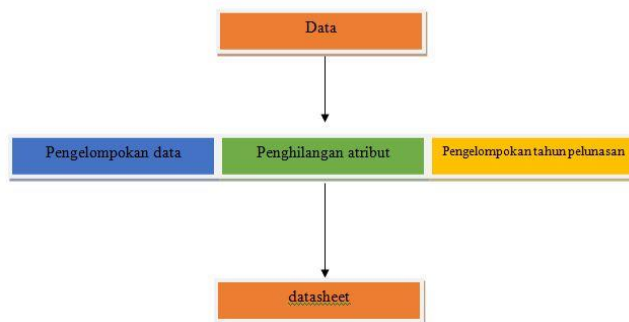 Data
Pengelompokan data
Penghilangan atribut
Pengelompokan tahun pelunasan
datasheet